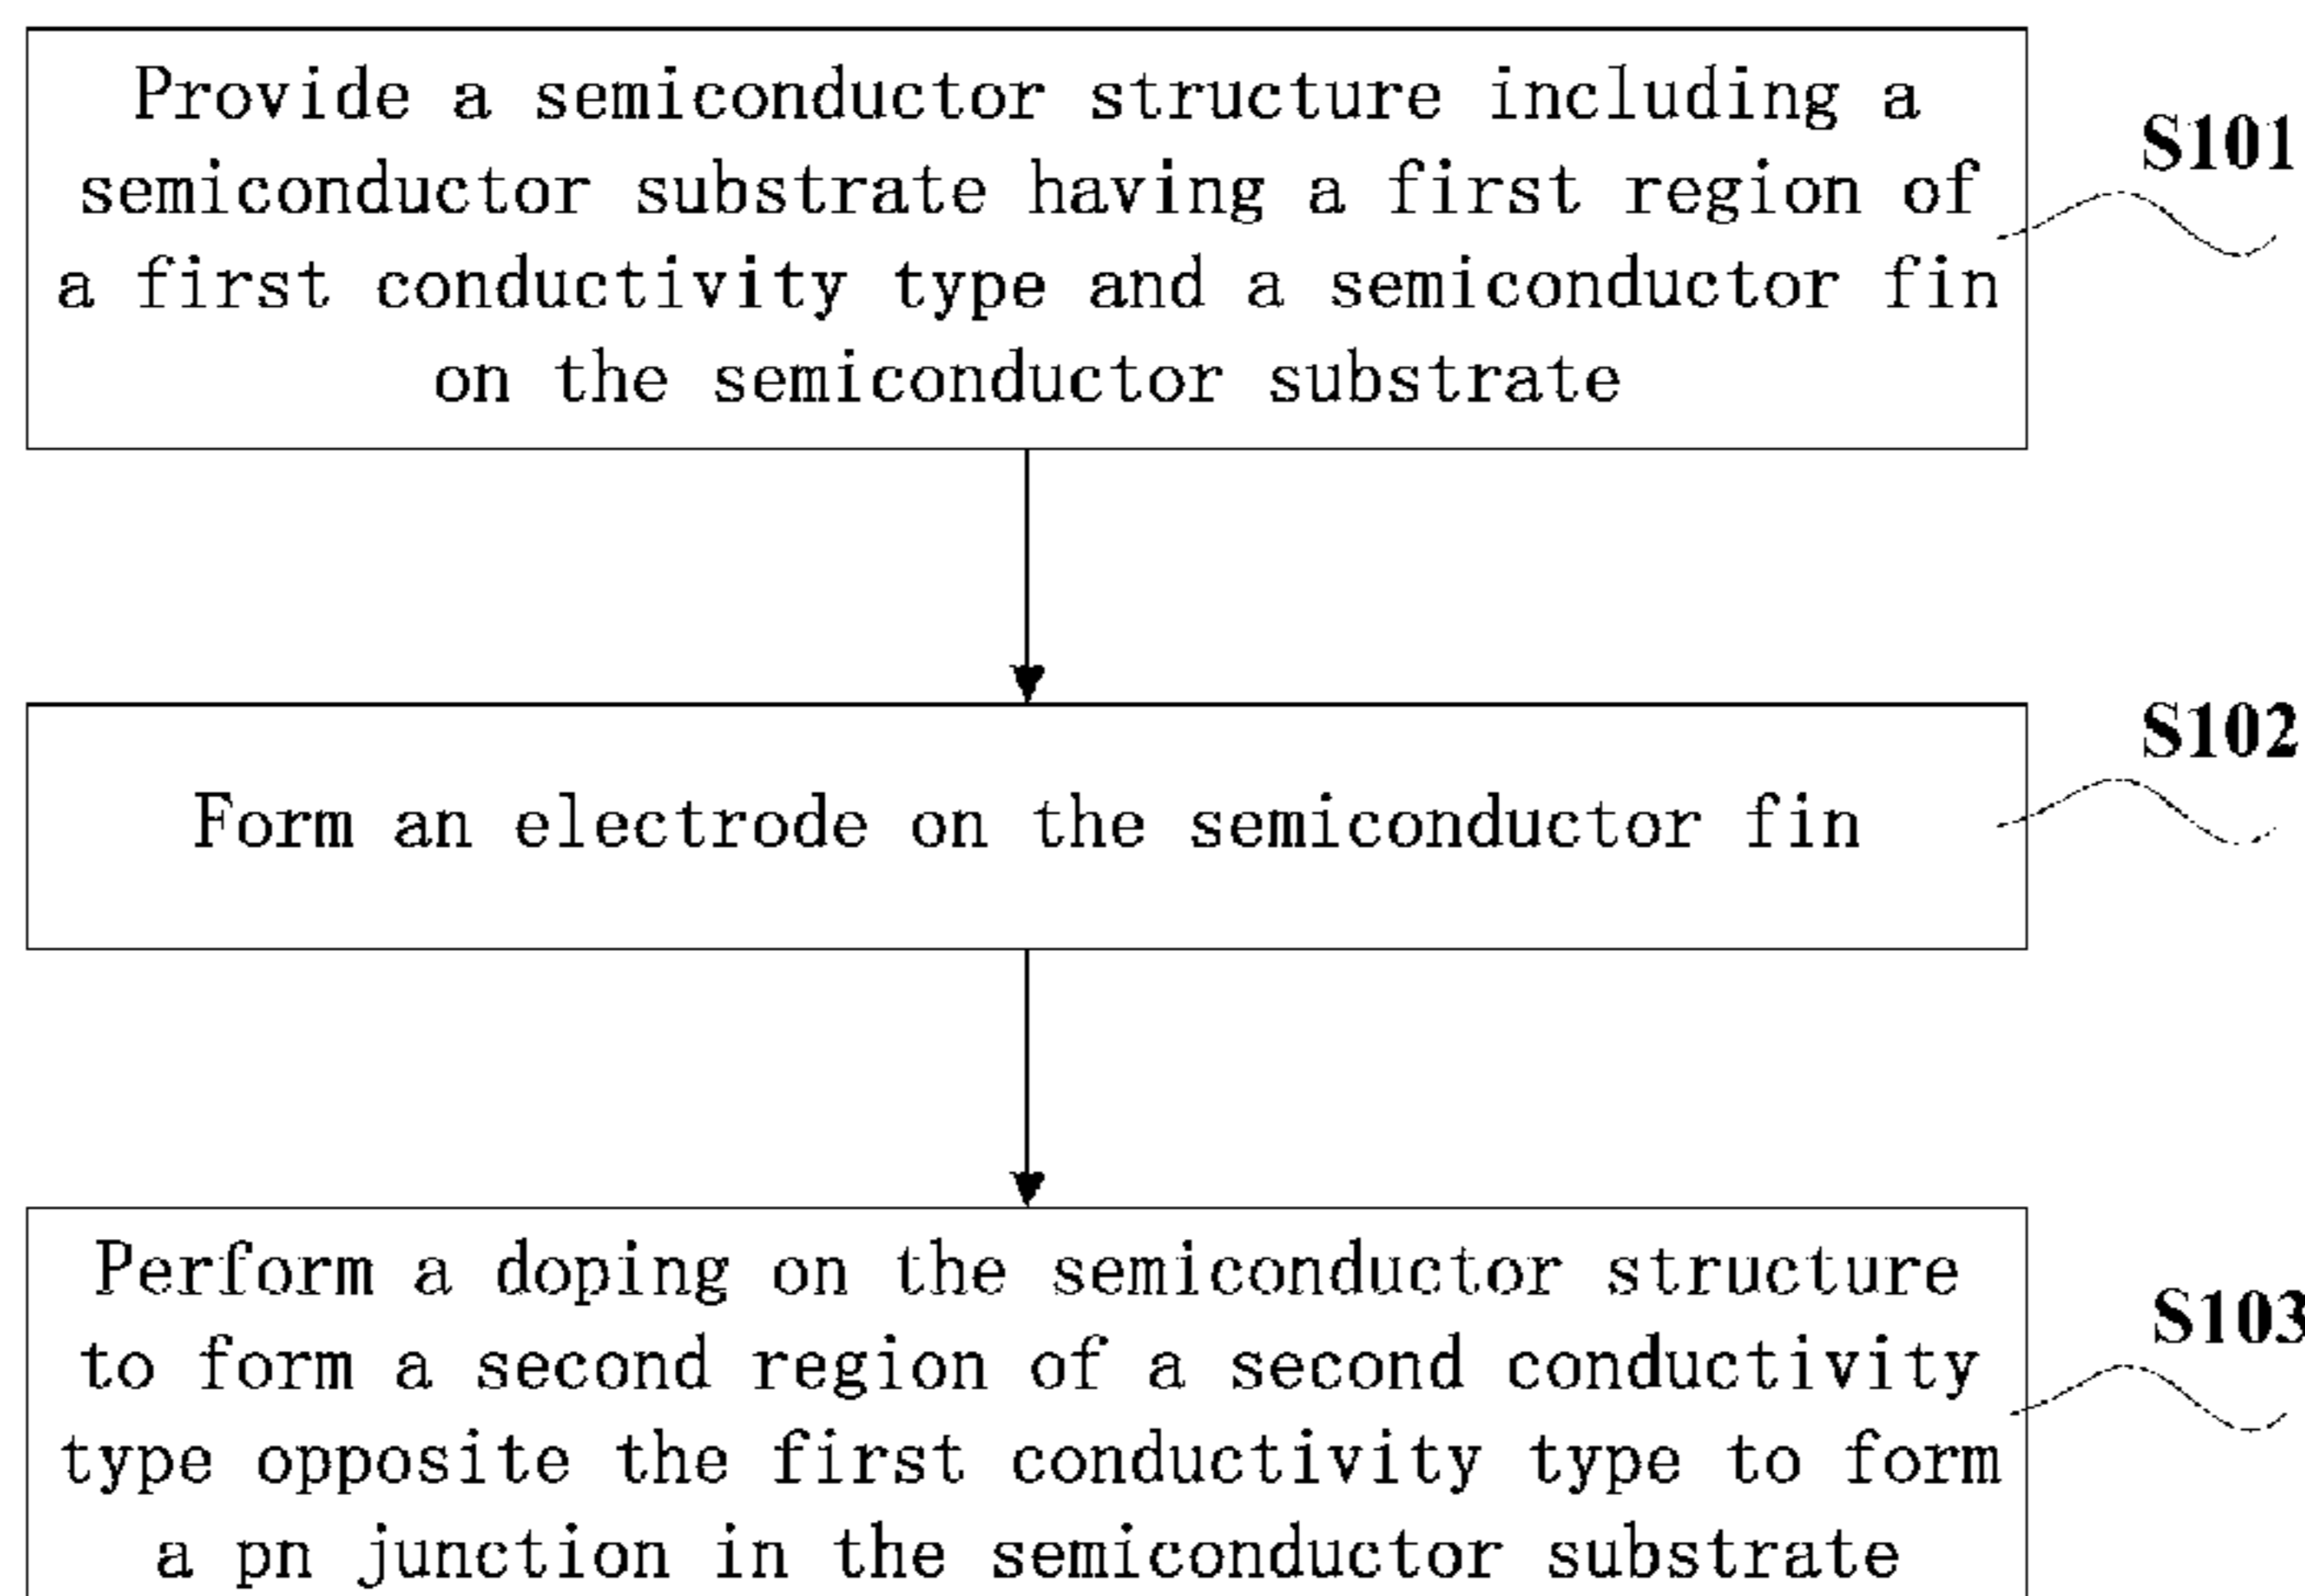 Provide a semiconductor structure including a
semiconductor substrate having a first region of
a first conductivity type and a semiconductor fin
on the semiconductor substrate
S101
Form an electrode on the semiconductor fin
S102
Perform a doping on the semiconductor structure
to form a second region of a second conductivity
type opposite the first conductivity type to form
a pn junction in the semiconductor substrate
S103